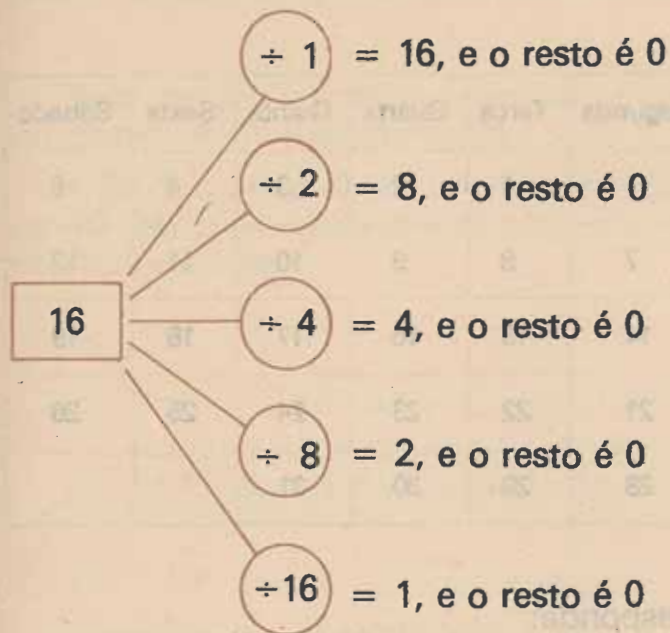 ÷ 1 = 16, e o resto é 0
÷ 2 = 8, e o resto é 0
16 ÷ 4 = 4, e o resto é 0
÷ 8 = 2, e o resto é 0
÷16 = 1, e o resto é 0